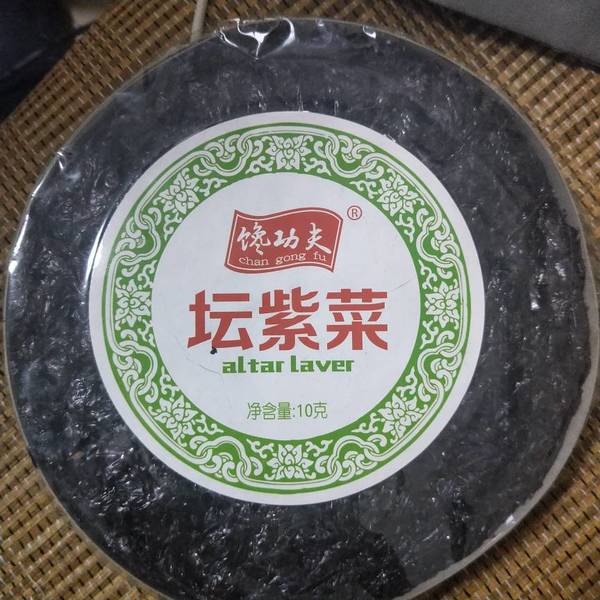 馋功夫®
chan gong fu
坛紫菜
altar laver
净含量:10克